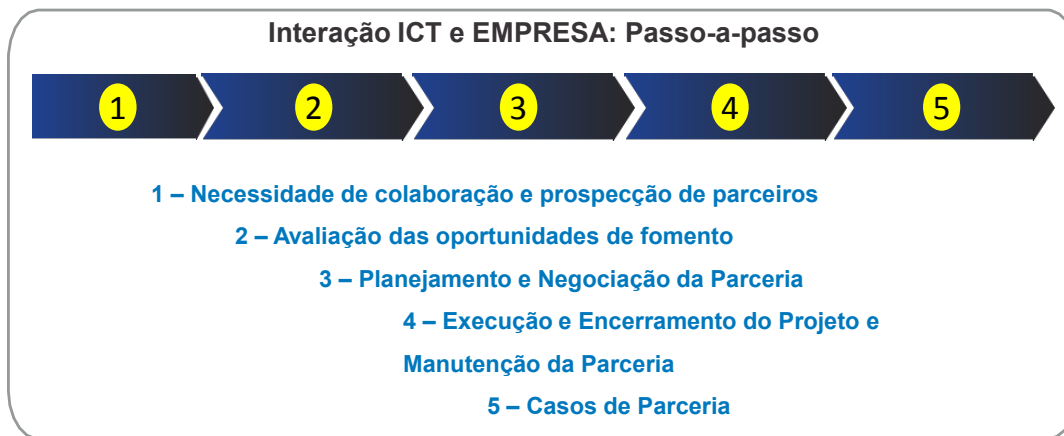 Interação ICT e EMPRESA: Passo-a-passo
1 2 3 4 5
1 – Necessidade de colaboração e prospecção de parceiros
2 – Avaliação das oportunidades de fomento
3 – Planejamento e Negociação da Parceria
4 – Execução e Encerramento do Projeto e
Manutenção da Parceria
5 – Casos de Parceria